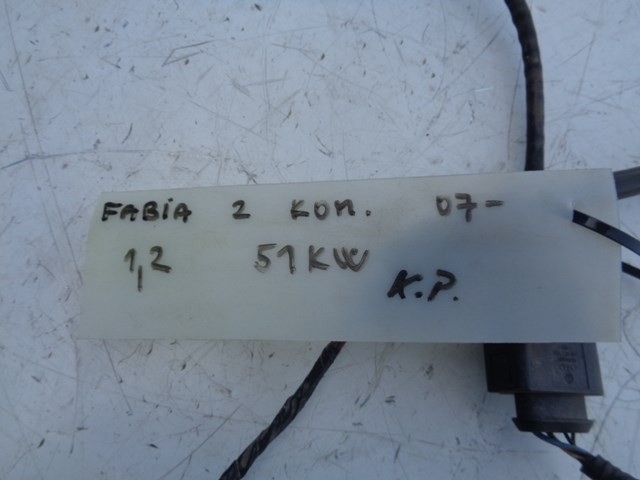 FABIA 2 KOM. 07-
1,2 51KW
K.P.